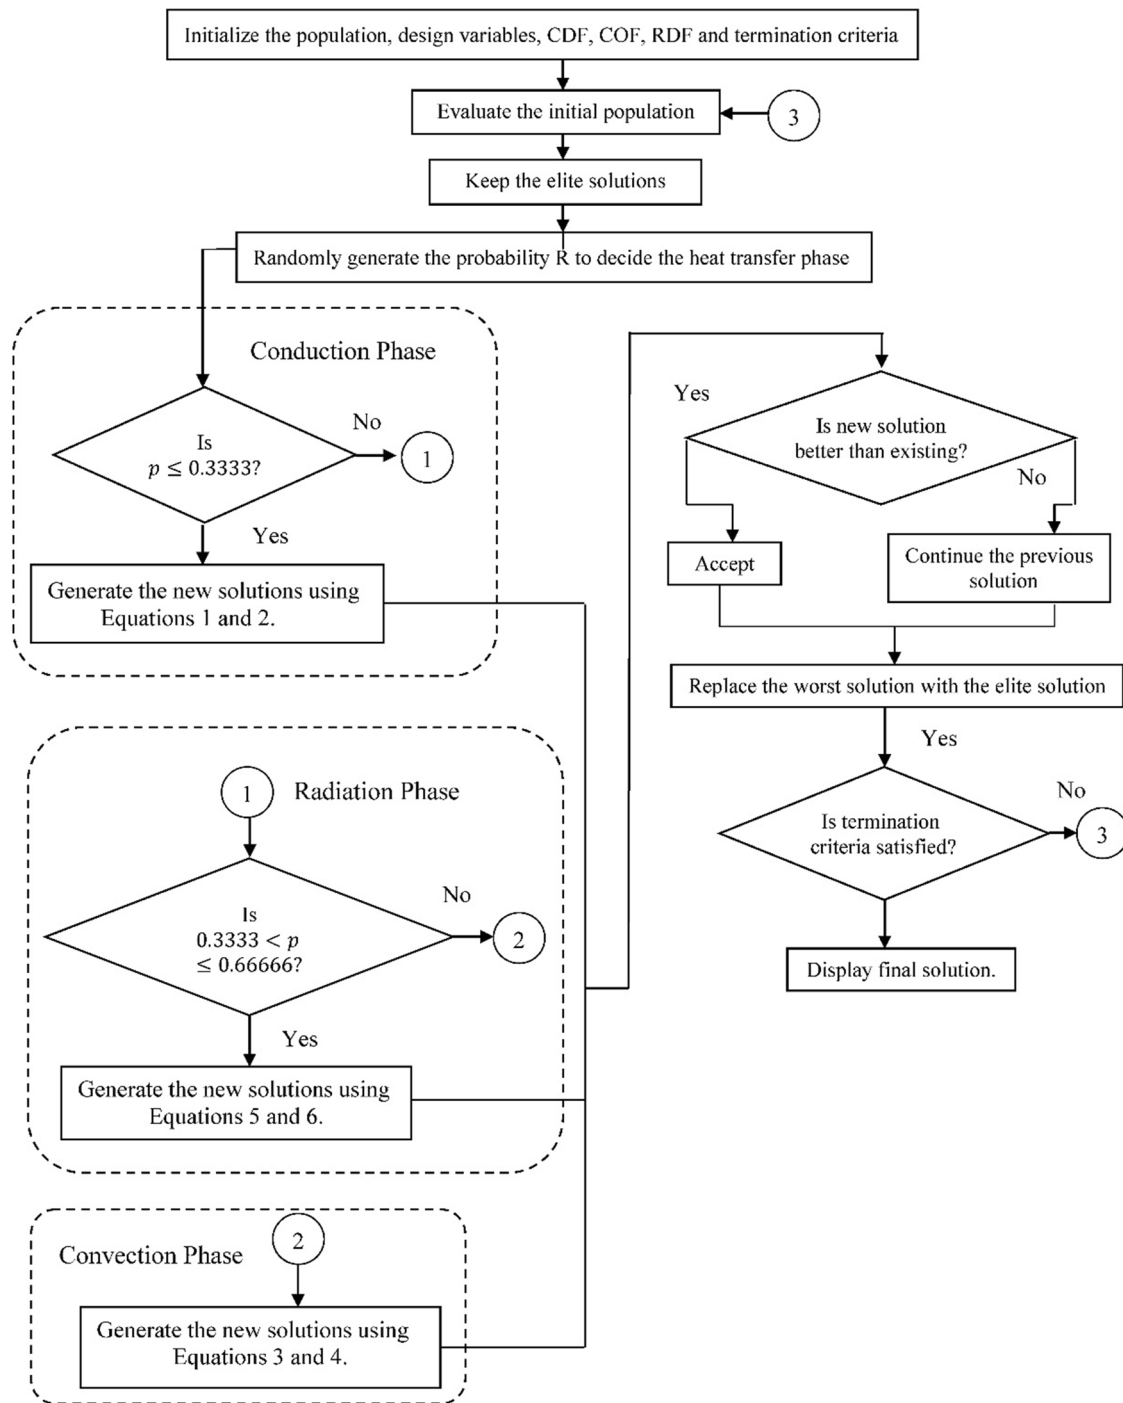 Initialize the population, design variables, CDF, COF, RDF and termination criteria
Evaluate the initial population
3
Keep the elite solutions
Randomly generate the probability R to decide the heat transfer phase
Conduction Phase
Is
p ≤ 0.3333?
No
1
Yes
Generate the new solutions using
Equations 1 and 2.
1
Radiation Phase
Is
0.3333 < p
≤ 0.66666?
No
2
Yes
Generate the new solutions using
Equations 5 and 6.
2
Convection Phase
Generate the new solutions using
Equations 3 and 4.
Is new solution
better than existing?
Yes
No
Accept
Continue the previous
solution
Replace the worst solution with the elite solution
Yes
Is termination
criteria satisfied?
No
3
Display final solution.